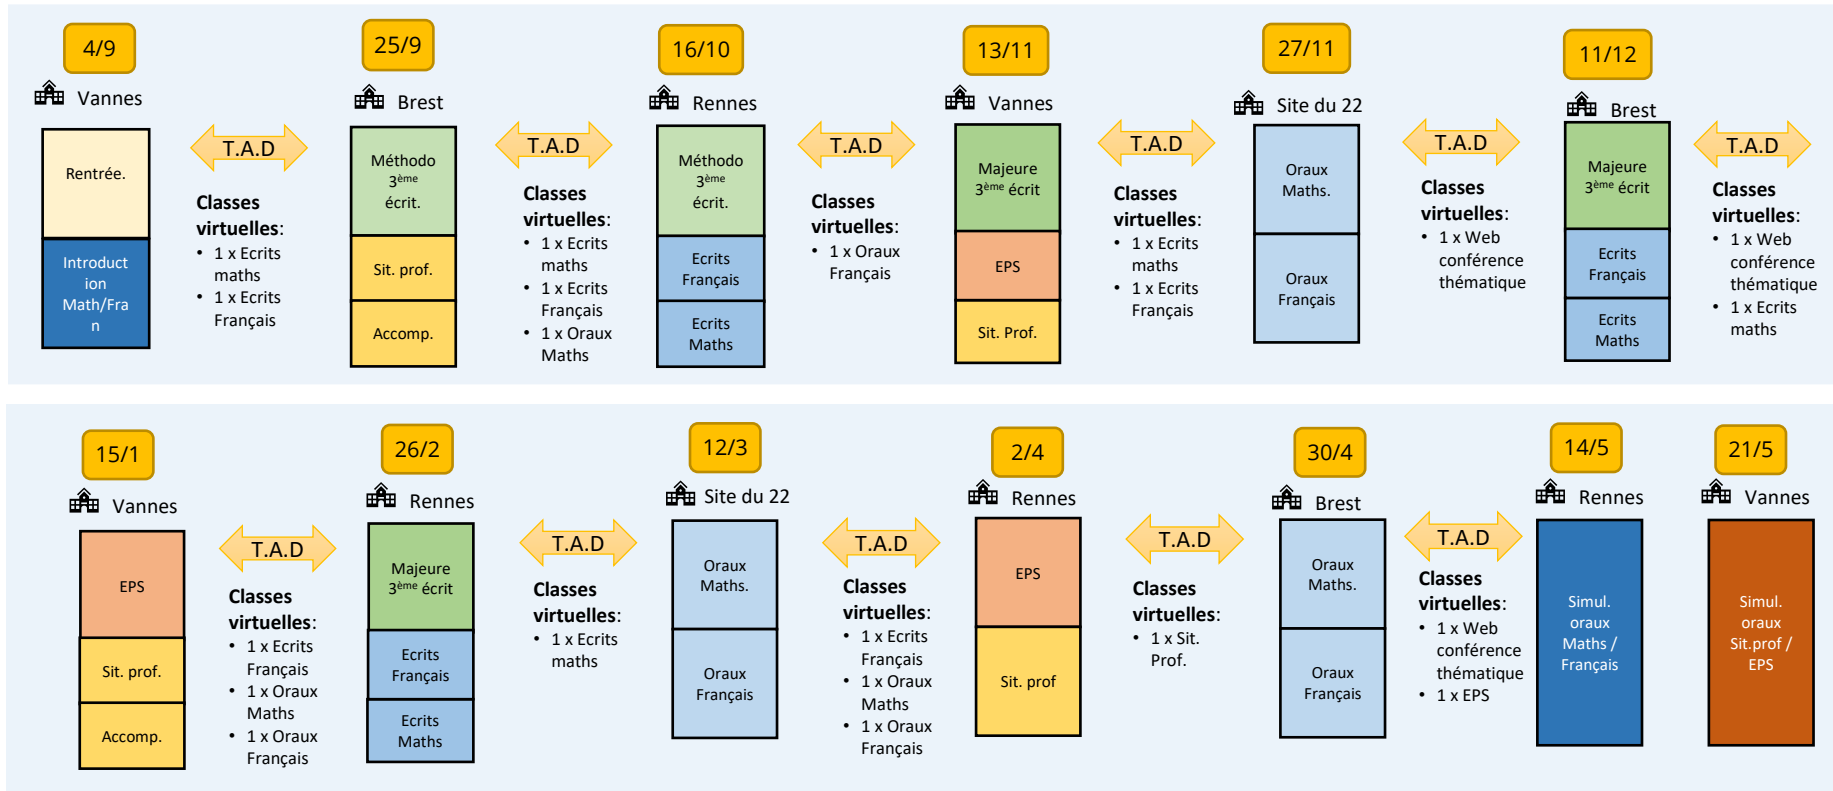 4/9
25/9
16/10
13/11
27/11
11/12
Vannes
Brest
Rennes
Vannes
Site du 22
Brest
Rentrée.
Introduct
ion
Math/Fra
n
T.A.D
Classes
virtuelles:
• 1 x Ecrits
maths
• 1 x Ecrits
Français
Méthodo
3ème
écrit.
Sit. prof.
Accomp.
T.A.D
Classes
virtuelles:
• 1 x Ecrits
maths
• 1 x Ecrits
Français
• 1 x Oraux
Maths
Méthodo
3ème
écrit.
Ecrits
Français
Ecrits
Maths
T.A.D
Classes
virtuelles:
• 1 x Oraux
Français
Majeure
3ème écrit
EPS
Sit. Prof.
T.A.D
Classes
virtuelles:
• 1 x Ecrits
maths
• 1 x Ecrits
Français
Oraux
Maths.
Oraux
Français
T.A.D
Classes
virtuelles:
• 1 x Web
conférence
thématique
Majeure
3ème écrit
Ecrits
Français
Ecrits
Maths
T.A.D
Classes
virtuelles:
• 1 x Web
conférence
thématique
• 1 x Ecrits
maths
15/1
26/2
12/3
2/4
30/4
14/5
21/5
Vannes
Rennes
Site du 22
Rennes
Brest
Rennes
Vannes
EPS
Sit. prof.
Accomp.
T.A.D
Classes
virtuelles:
• 1 x Ecrits
Français
• 1 x Oraux
Maths
• 1 x Oraux
Français
Majeure
3ème écrit
Ecrits
Français
Ecrits
Maths
T.A.D
Classes
virtuelles:
• 1 x Ecrits
maths
Oraux
Maths.
Oraux
Français
T.A.D
Classes
virtuelles:
• 1 x Ecrits
Français
• 1 x Oraux
Maths
• 1 x Oraux
Français
EPS
Sit. prof
T.A.D
Classes
virtuelles:
• 1 x Sit.
Prof.
Oraux
Maths.
Oraux
Français
T.A.D
Classes
virtuelles:
• 1 x Web
conférence
thématique
• 1 x EPS
Simul.
oraux
Maths /
Français
Simul.
oraux
Sit.prof /
EPS